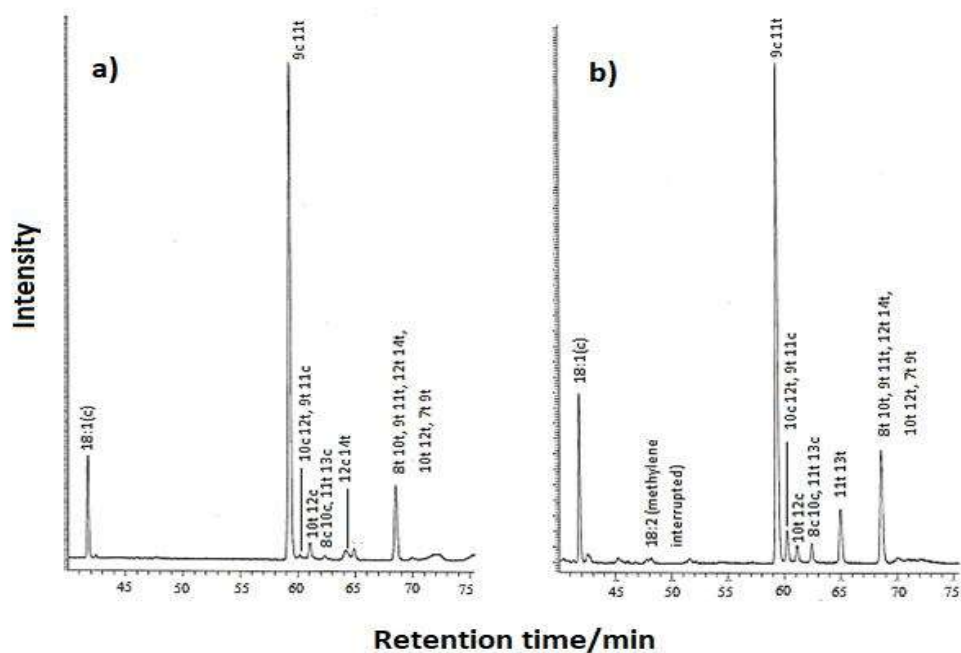 a)
9c 11t
18:1(c)
10c 12t, 9t 11c
10t 12c
8c 10c, 11t 13c
12c 14t
8t 10t, 9t 11t, 12t 14t,
10t 12t, 7t 9t
45
50
55
60
65
70
75
b)
9c 11t
18:1(c)
18:2 (methylene
interrupted)
10c 12t, 9t 11c
10t 12c
8c 10c, 11t 13c
11t 13t
8t 10t, 9t 11t, 12t 14t,
10t 12t, 7t 9t
45
50
55
60
65
70
75
Intensity
Retention time/min